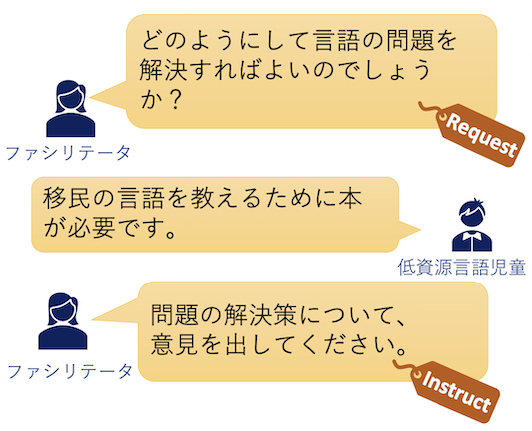 どのようにして言語の問題を
解決すればよいのでしょう
か？
Request
ファシリテータ
移民の言語を教えるために本
が必要です。
低資源言語児童
問題の解決策について、
意見を出してください。
ファシリテータ
Instruct